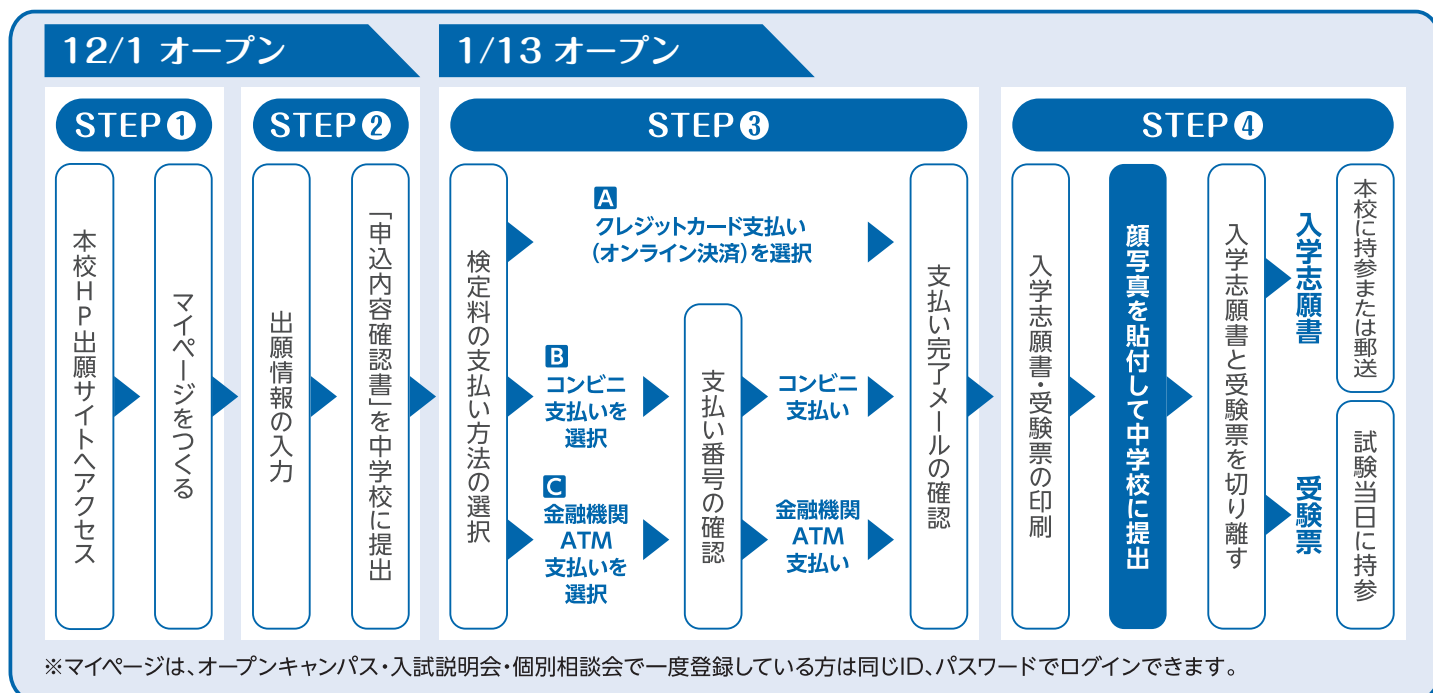 12/1 オープン
1/13 オープン
STEP❶
本校HP出願サイトへアクセス
マイページをつくる
STEP❷
出願情報の入力
「申込内容確認書」を中学校に提出
STEP❸
検定料の支払い方法の選択
A
クレジットカード支払い
(オンライン決済)を選択
B
コンビニ
支払いを
選択
C
金融機関
ATM
支払いを
選択
支払い番号の確認
コンビニ
支払い
金融機関
ATM
支払い
支払い完了メールの確認
STEP❹
入学志願書・受験票の印刷
顔写真を貼付して中学校に提出
入学志願書と受験票を切り離す
入学志願書
本校に持参または郵送
受験票
試験当日に持参
※マイページは、オープンキャンパス・入試説明会・個別相談会で一度登録している方は同じID、パスワードでログインできます。